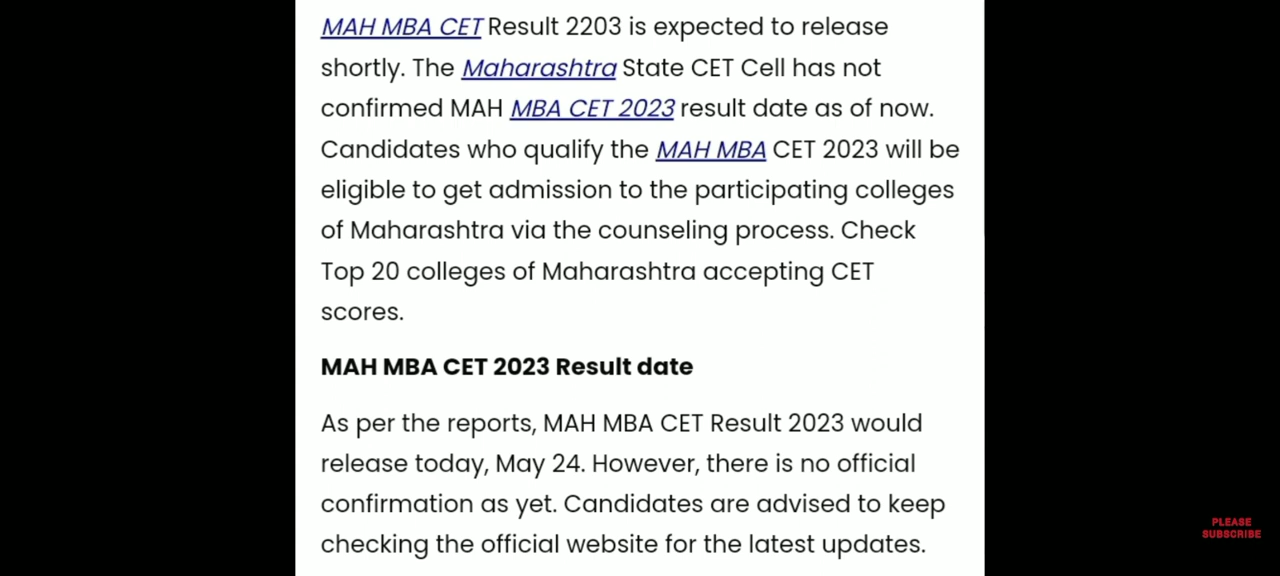 MAH MBA CET Result 2203 is expected to release
shortly. The Maharashtra State CET Cell has not
confirmed MAH MBA CET 2023 result date as of now.
Candidates who qualify the MAH MBA CET 2023 will be
eligible to get admission to the participating colleges
of Maharashtra via the counseling process. Check
Top 20 colleges of Maharashtra accepting CET
scores.
MAH MBA CET 2023 Result date
As per the reports, MAH MBA CET Result 2023 would
release today, May 24. However, there is no official
confirmation as yet. Candidates are advised to keep
checking the official website for the latest updates.
PLEASE
SUBSCRIBE